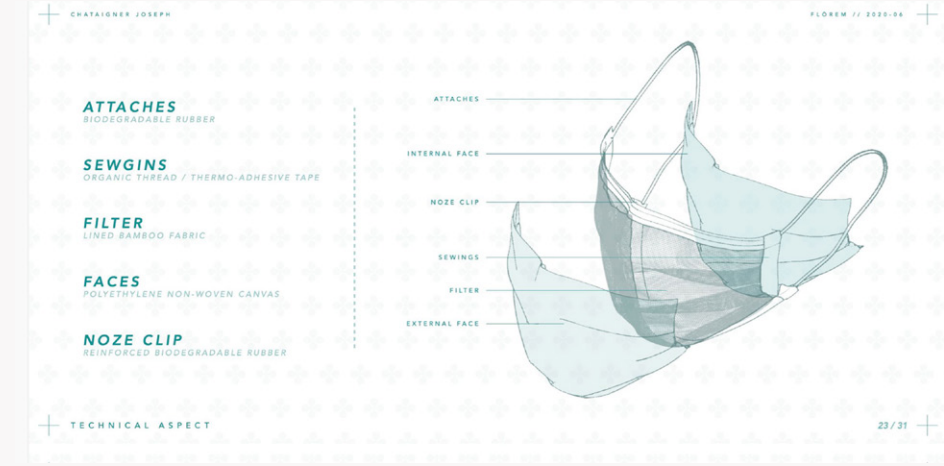 CHATAIGNER JOSEPH
FLOREM // 2020-06
ATTACHES
BIODEGRADABLE RUBBER
SEWGINS
ORGANIC THREAD / THERMO-ADHESIVE TAPE
FILTER
LINED BAMBOO FABRIC
FACES
POLYETHYLENE NON-WOVEN CANVAS
NOZE CLIP
REINFORCED BIODEGRADABLE RUBBER
ATTACHES
INTERNAL FACE
NOZE CLIP
SEWINGS
FILTER
EXTERNAL FACE
TECHNICAL ASPECT
23 / 31